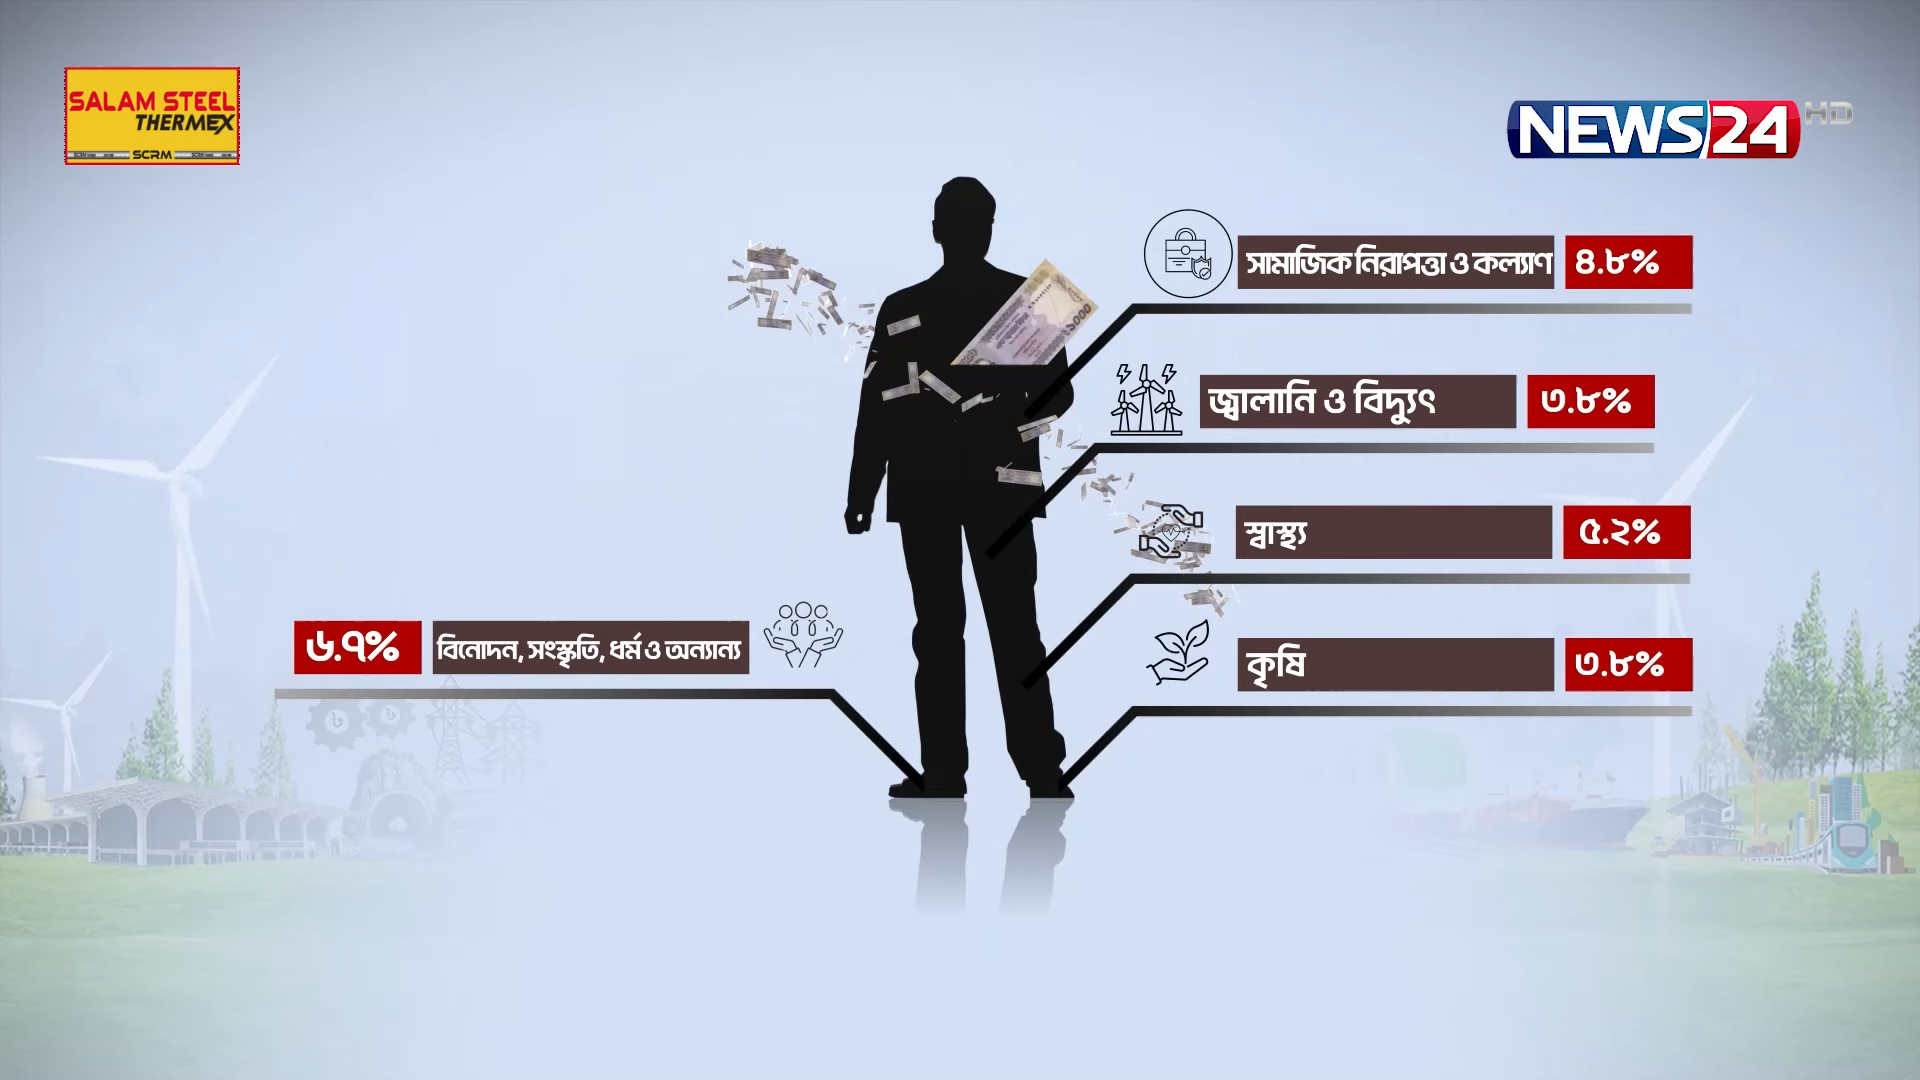 SALAM STEEL
THERMEX
SCRM
NEWS24 HD
সামাজিক নিরাপত্তা ও কল্যাণ ৪.৮%
১০০০
জ্বালানি ও বিদ্যুৎ ৩.৮%
স্বাস্থ্য ৫.২%
৬.৭% বিনোদন, সংস্কৃতি, ধর্ম ও অন্যান্য
কৃষি ৩.৮%